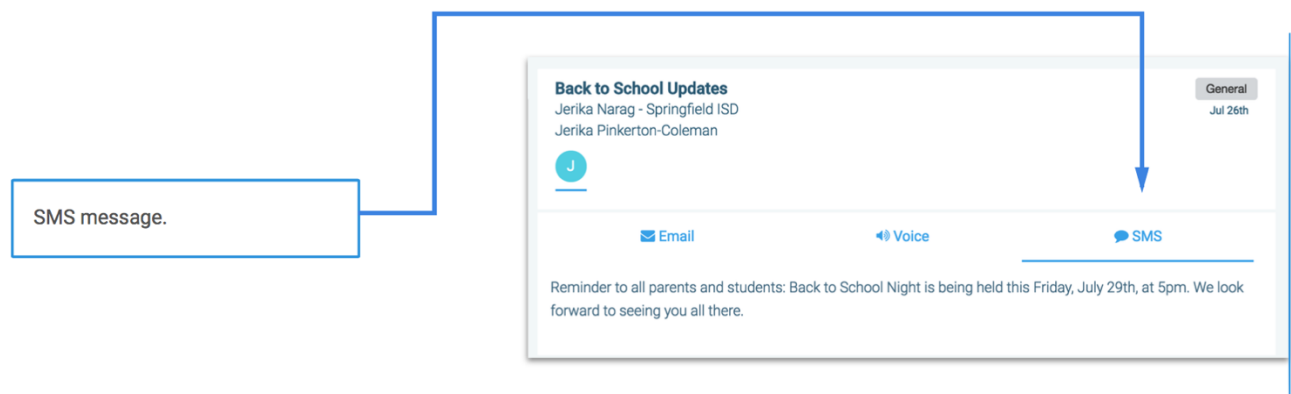 SMS message.
Back to School Updates
General
Jerika Narag - Springfield ISD
Jul 26th
Jerika Pinkerton-Coleman
J
Email
Voice
SMS
Reminder to all parents and students: Back to School Night is being held this Friday, July 29th, at 5pm. We look
forward to seeing you all there.